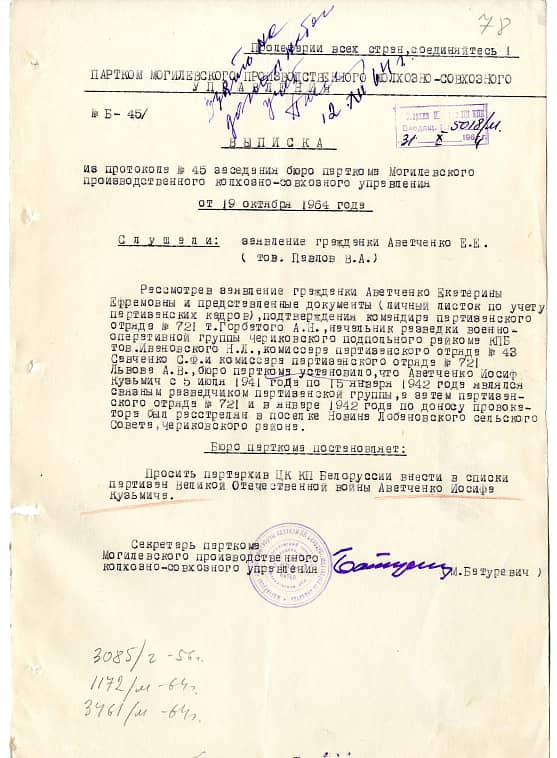 78
Пролетарии всех стран, соединяйтесь !
ПАРТКОМ МОГИЛЕВСКОГО ПРОИЗВОДСТВЕННОГО КОЛХОЗНО-СОВХОЗНОГО
У П Р А В Л Е Н И Я
12.XII 64 г.
№ Б- 45/
5018/м.
31 X 1964 г.
В Ы П И С К А
из протокола № 45 заседания бюро парткома Могилевского
производственного колхозно-совхозного управления
от 19 октября 1964 года
С л у ш а л и : заявление гражданки Аветченко Е.Е.
( тов. Павлов В.А.)
Рассмотрев заявление гражданки Аветченко Екатерины
Ефремовны и представленные документы (личный листок по учету
партизанских кадров), подтверждения командира партизанского
отряда № 721 т.Горбатого А.Н., начальник разведки военно-
оперативной группы Чериковского подпольного райкома КПБ
тов.Ивановского Н.Л., комиссара партизанского отряда № 43
Савченко С.Ф.и комиссара партизанского отряда № 721
Львова А.В., бюро парткома установило, что Аветченко Иосиф
Кузьмич с 5 июля 1941 года по 15 января 1942 года являлся
связным разведчиком партизанской группы, а затем партизан-
ского отряда № 721 и в январе 1942 года по доносу провока-
тора был расстрелян в поселке Новина Лобановского сельского
Совета, Чериковского района.
Бюро парткома постановляет:
Просить партархив ЦК КП Белоруссии внести в списки
партизан Великой Отечественной войны Аветченко Иосифа
Кузьмича.
Секретарь парткома
Могилевского производственного
колхозно-совхозного управления
(М.Батуревич )
3085/г -56г.
1172/м -64г.
3461/м -64г.